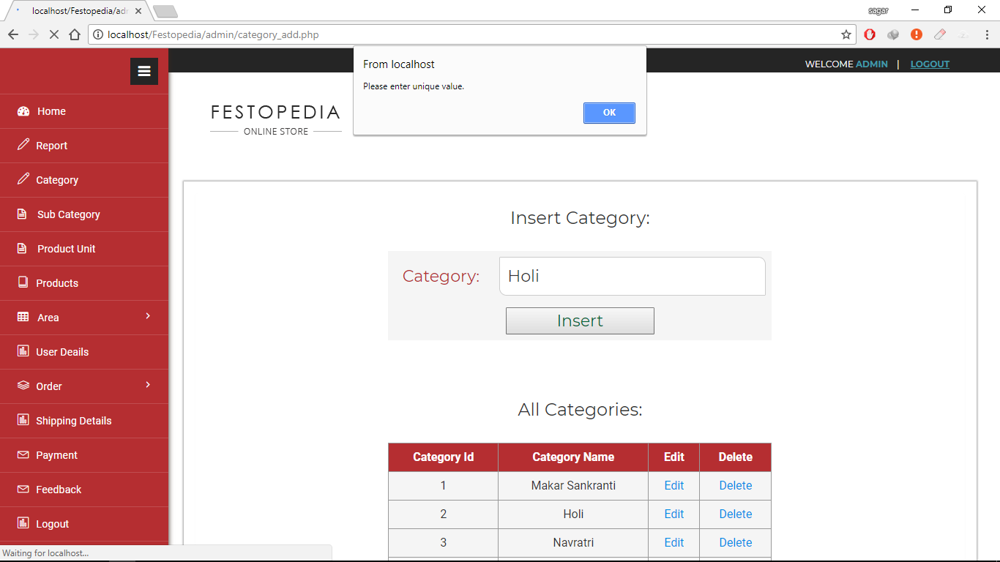 localhost/Festopedia/adm
sagar
localhost/Festopedia/admin/category_add.php
WELCOME ADMIN | LOGOUT
From localhost
Please enter unique value.
OK
FESTOPEDIA
ONLINE STORE
Home
Report
Category
Sub Category
Product Unit
Products
Area
User Deails
Order
Shipping Details
Payment
Feedback
Logout
Insert Category:
Category: Holi
Insert
All Categories:
Category Id Category Name Edit Delete
1 Makar Sankranti Edit Delete
2 Holi Edit Delete
3 Navratri Edit Delete
Waiting for localhost...